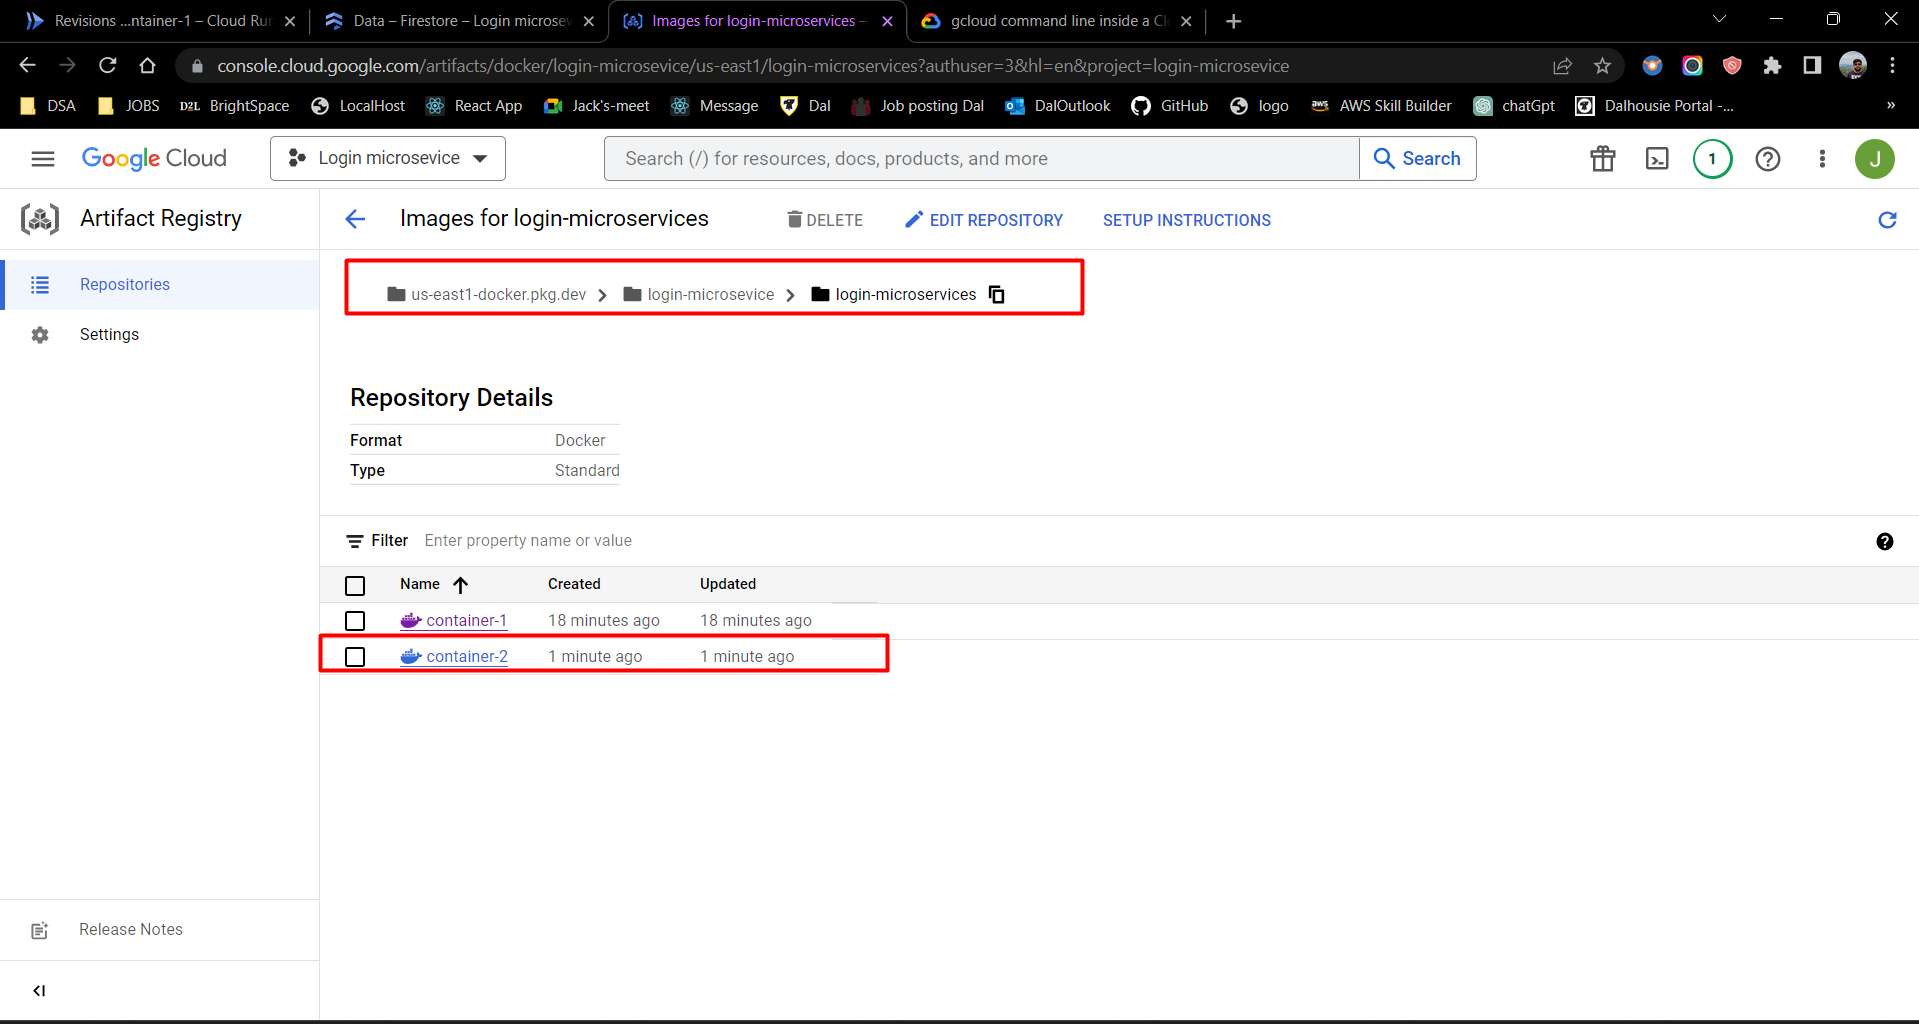 Revisions ...ntainer-1 – Cloud Run
Data – Firestore – Login microsev
Images for login-microservices –
gcloud command line inside a Cl
console.cloud.google.com/artifacts/docker/login-microsevice/us-east1/login-microservices?authuser=3&hl=en&project=login-microsevice
DSA JOBS D2L BrightSpace LocalHost React App Jack's-meet Message Dal Job posting Dal DalOutlook GitHub logo aws AWS Skill Builder chatGpt Dalhousie Portal -... »
Google Cloud Login microsevice Search (/) for resources, docs, products, and more Search 1 J
Artifact Registry
Images for login-microservices DELETE EDIT REPOSITORY SETUP INSTRUCTIONS
Repositories
Settings
us-east1-docker.pkg.dev > login-microsevice > login-microservices
Repository Details
Format Docker
Type Standard
Filter Enter property name or value
Name Created Updated
container-1 18 minutes ago 18 minutes ago
container-2 1 minute ago 1 minute ago
Release Notes